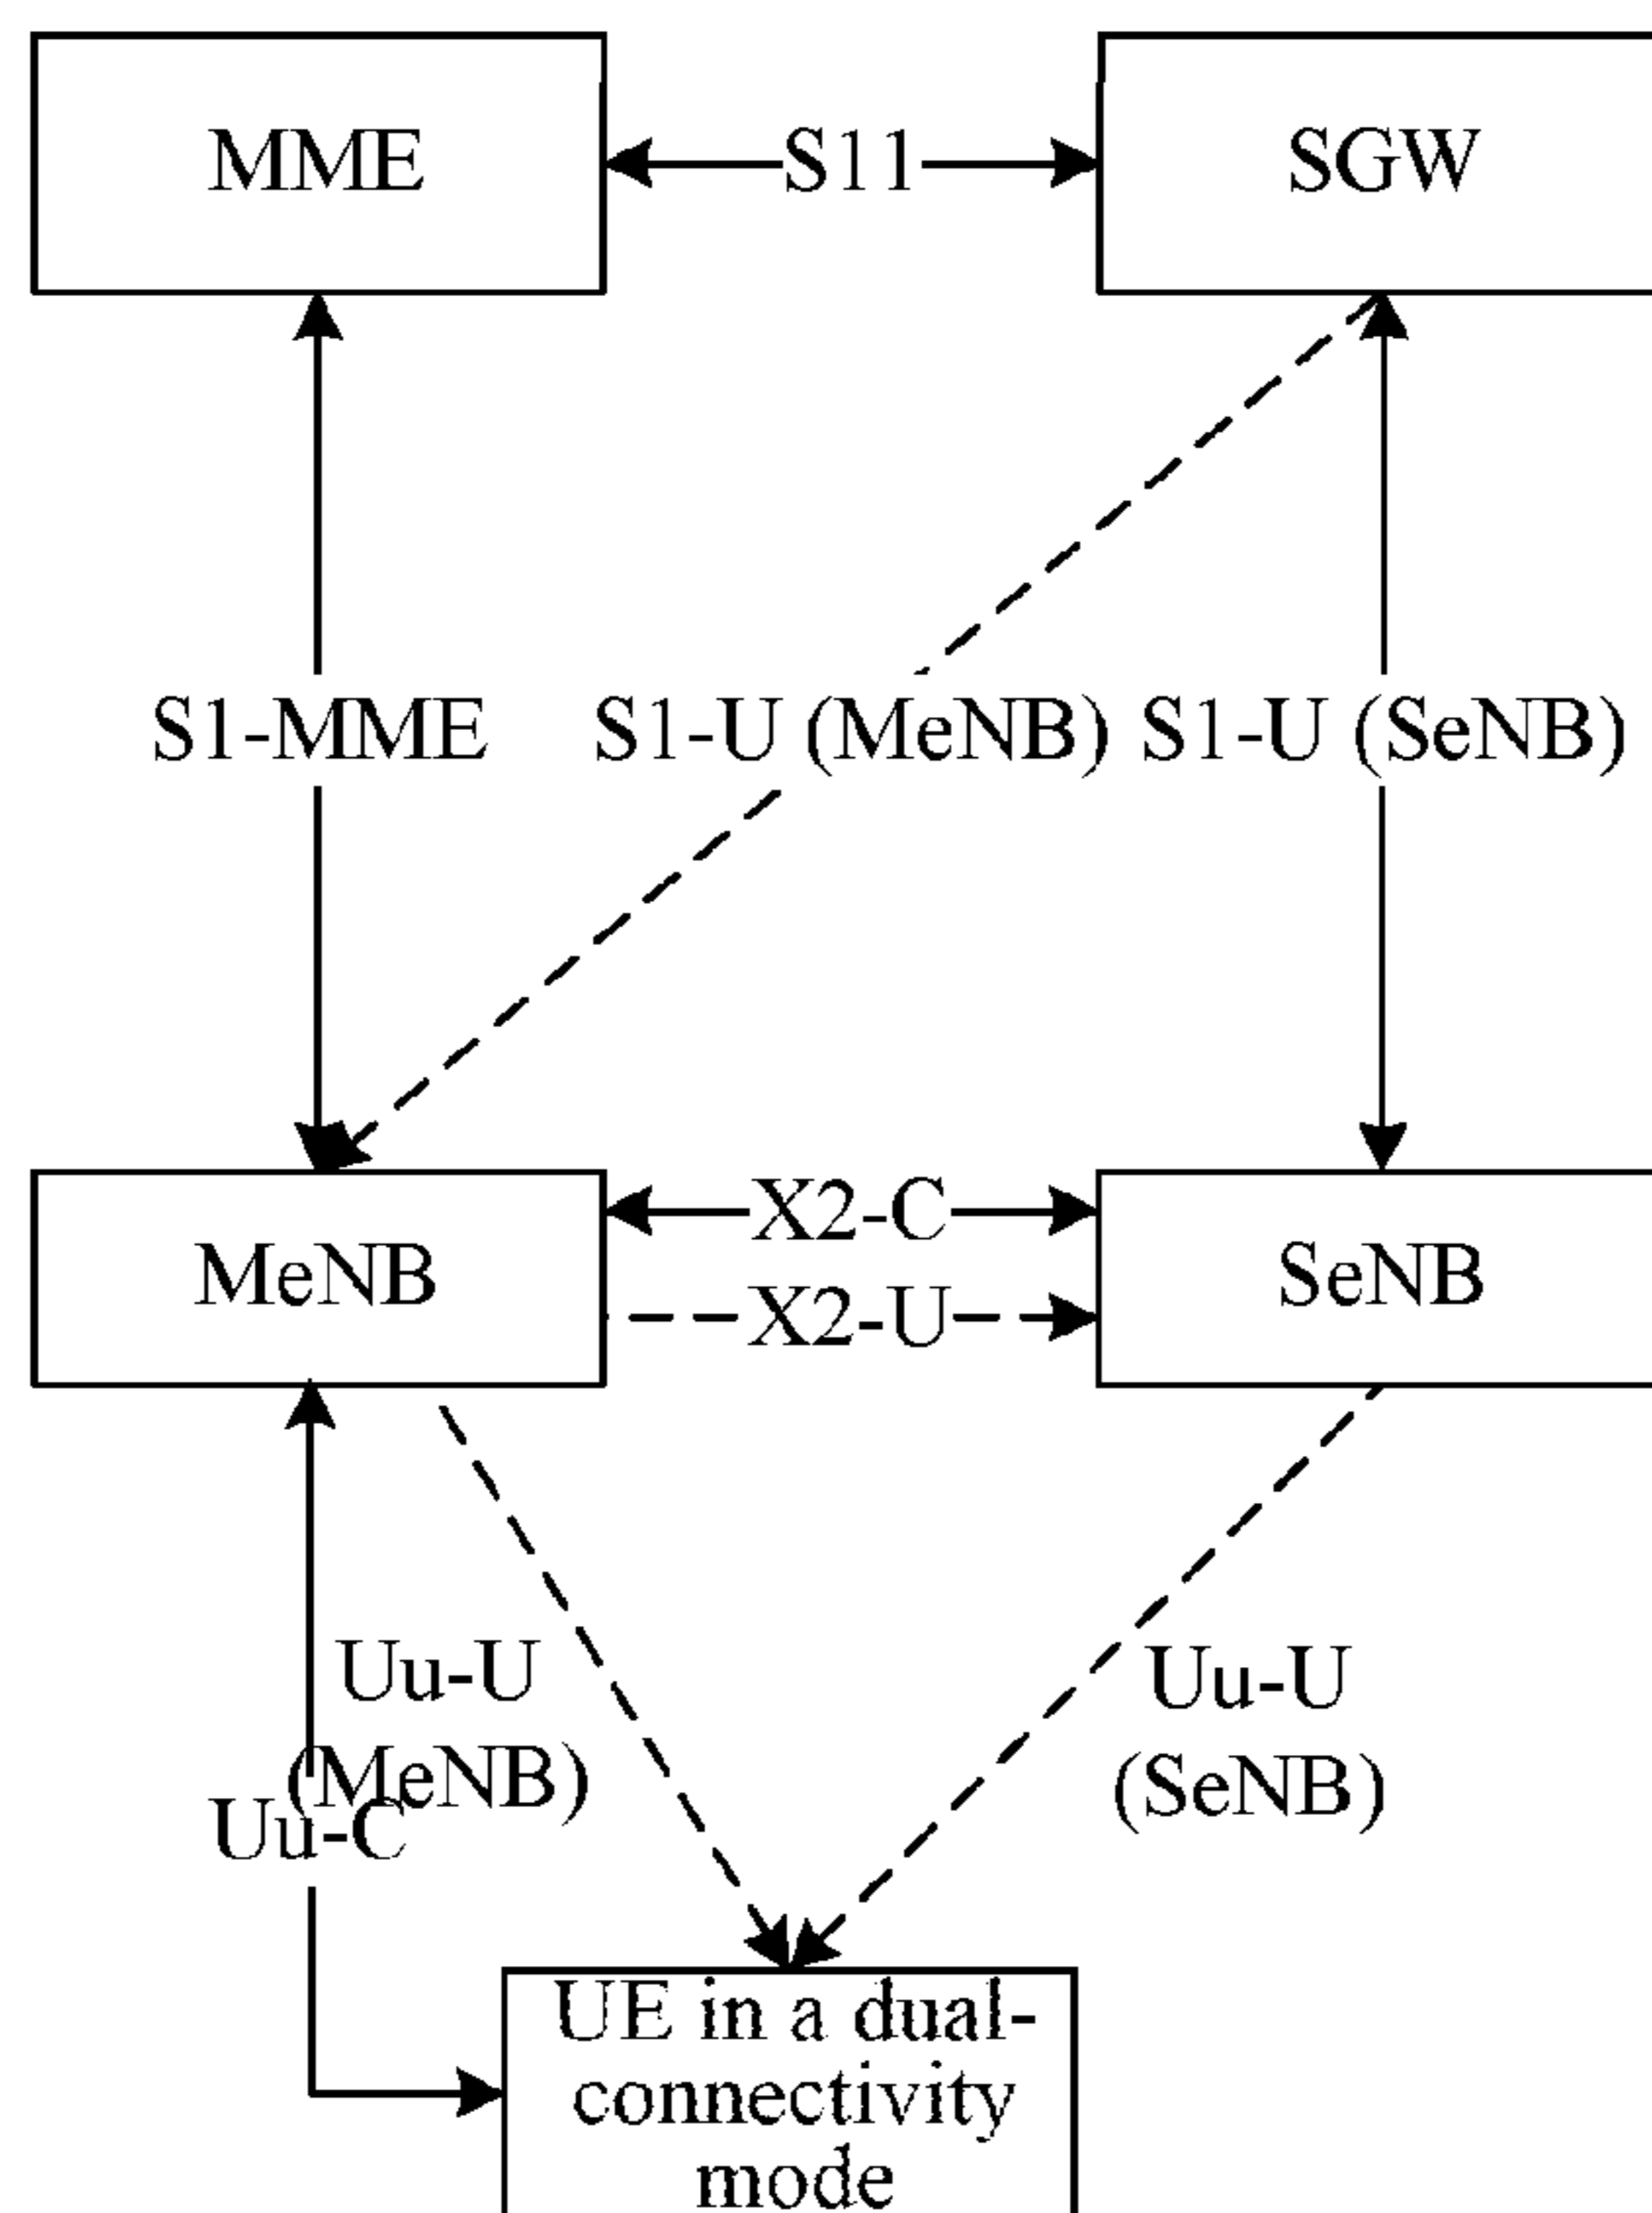 MME
S11
SGW
S1-MME
S1-U (MeNB)
S1-U (SeNB)
X2-C
MeNB
SeNB
X2-U
Uu-U
(MeNB)
Uu-C
Uu-U
(SeNB)
UE in a dual-
connectivity
mode